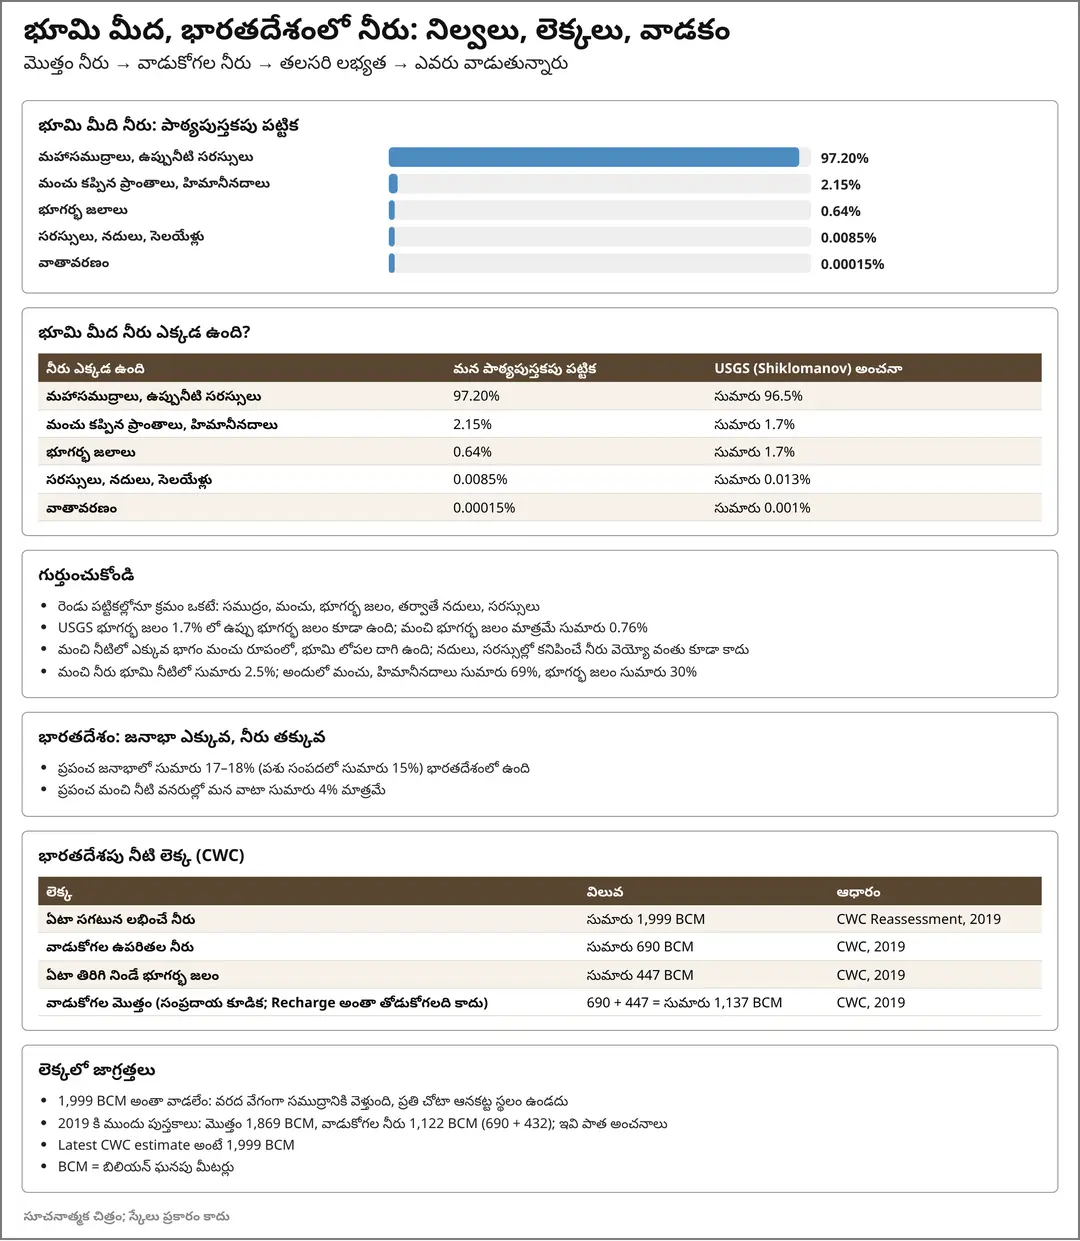 భూమి మీద, భారతదేశంలో నీరు: నిల్వలు, లెక్కలు, వాడకం
మొత్తం నీరు → వాడుకోగల నీరు → తలసరి లభ్యత → ఎవరు వాడుతున్నారు
భూమి మీది నీరు: పాఠ్యపుస్తకపు పట్టిక
మహాసముద్రాలు, ఉప్పునీటి సరస్సులు 97.20%
మంచు కప్పిన ప్రాంతాలు, హిమానీనదాలు 2.15%
భూగర్భ జలాలు 0.64%
సరస్సులు, నదులు, సెలయేళ్లు 0.0085%
వాతావరణం 0.00015%
భూమి మీద నీరు ఎక్కడ ఉంది?
నీరు ఎక్కడ ఉంది మన పాఠ్యపుస్తకపు పట్టిక USGS (Shiklomanov) అంచనా
మహాసముద్రాలు, ఉప్పునీటి సరస్సులు 97.20% సుమారు 96.5%
మంచు కప్పిన ప్రాంతాలు, హిమానీనదాలు 2.15% సుమారు 1.7%
భూగర్భ జలాలు 0.64% సుమారు 1.7%
సరస్సులు, నదులు, సెలయేళ్లు 0.0085% సుమారు 0.013%
వాతావరణం 0.00015% సుమారు 0.001%
గుర్తుంచుకోండి
• రెండు పట్టికల్లోనూ క్రమం ఒకటే: సముద్రం, మంచు, భూగర్భ జలం, తర్వాతే నదులు, సరస్సులు
• USGS భూగర్భ జలం 1.7% లో ఉప్పు భూగర్భ జలం కూడా ఉంది; మంచి భూగర్భ జలం మాత్రమే సుమారు 0.76%
• మంచి నీటిలో ఎక్కువ భాగం మంచు రూపంలో, భూమి లోపల దాగి ఉంది; నదులు, సరస్సుల్లో కనిపించే నీరు వెయ్యో వంతు కూడా కాదు
• మంచి నీరు భూమి నీటిలో సుమారు 2.5%; అందులో మంచు, హిమానీనదాలు సుమారు 69%, భూగర్భ జలం సుమారు 30%
భారతదేశం: జనాభా ఎక్కువ, నీరు తక్కువ
• ప్రపంచ జనాభాలో సుమారు 17–18% (పశు సంపదలో సుమారు 15%) భారతదేశంలో ఉంది
• ప్రపంచ మంచి నీటి వనరుల్లో మన వాటా సుమారు 4% మాత్రమే
భారతదేశపు నీటి లెక్క (CWC)
లెక్క విలువ ఆధారం
ఏటా సగటున లభించే నీరు సుమారు 1,999 BCM CWC Reassessment, 2019
వాడుకోగల ఉపరితల నీరు సుమారు 690 BCM CWC, 2019
ఏటా తిరిగి నిండే భూగర్భ జలం సుమారు 447 BCM CWC, 2019
వాడుకోగల మొత్తం (సంప్రదాయ కూడిక; Recharge అంతా తోడుకోగలది కాదు) 690 + 447 = సుమారు 1,137 BCM CWC, 2019
లెక్కలో జాగ్రత్తలు
• 1,999 BCM అంతా వాడలేం: వరద వేగంగా సముద్రానికి వెళ్తుంది, ప్రతి చోటా ఆనకట్ట స్థలం ఉండదు
• 2019 కి ముందు పుస్తకాలు: మొత్తం 1,869 BCM, వాడుకోగల నీరు 1,122 BCM (690 + 432); ఇవి పాత అంచనాలు
• Latest CWC estimate అంటే 1,999 BCM
• BCM = బిలియన్ ఘనపు మీటర్లు
సూచనాత్మక చిత్రం; స్కేలు ప్రకారం కాదు